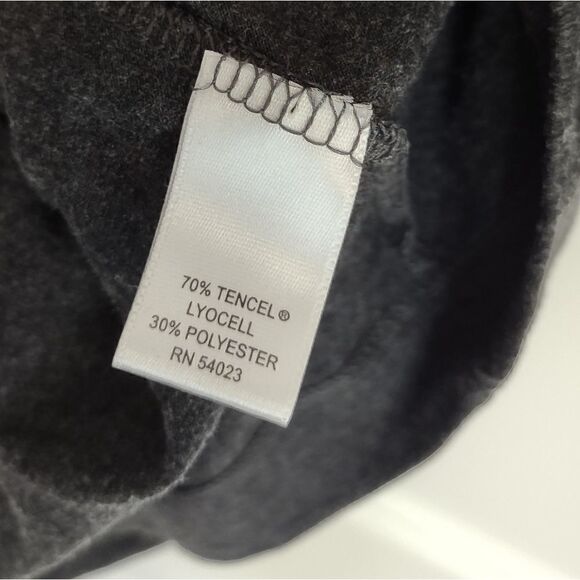 70% TENCEL®
LYOCELL
30% POLYESTER
RN 54023